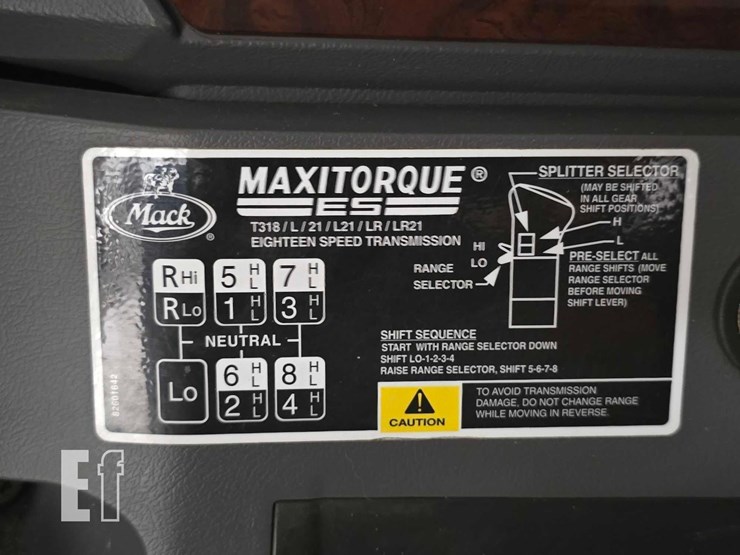 Mack ®
MAXITORQUE ®
ES
T318 / L / 21 / L21 / LR / LR21
EIGHTEEN SPEED TRANSMISSION
R Hi 5 H L 7 H L
R Lo 1 H L 3 H L
NEUTRAL
Lo 6 H L 8 H L
2 H L 4 H L
82601642
SPLITTER SELECTOR
(MAY BE SHIFTED
IN ALL GEAR
SHIFT POSITIONS)
H
L
HI
LO
RANGE
SELECTOR
PRE-SELECT ALL
RANGE SHIFTS (MOVE
RANGE SELECTOR
BEFORE MOVING
SHIFT LEVER)
SHIFT SEQUENCE
START WITH RANGE SELECTOR DOWN
SHIFT LO-1-2-3-4
RAISE RANGE SELECTOR, SHIFT 5-6-7-8
CAUTION
TO AVOID TRANSMISSION
DAMAGE, DO NOT CHANGE RANGE
WHILE MOVING IN REVERSE.
Ef